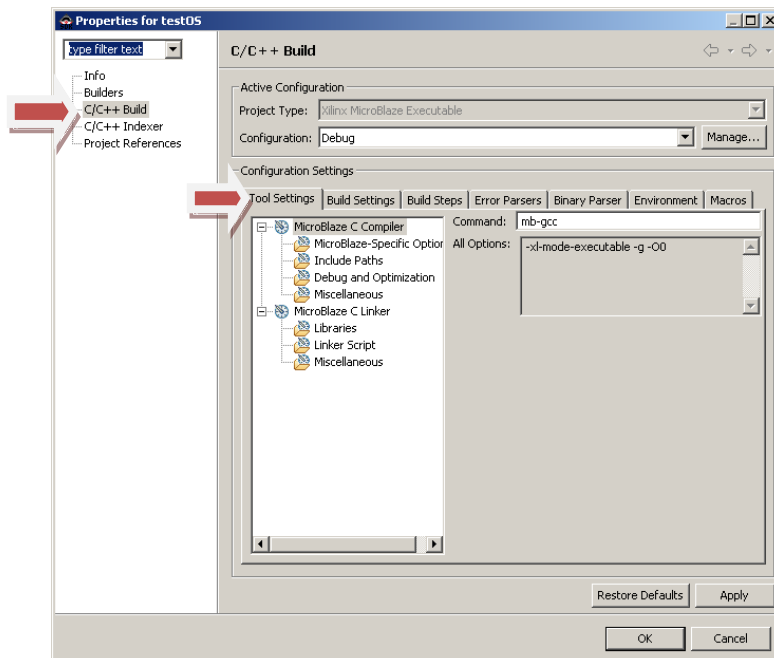 Properties for testOS
type filter text
Info
Builders
C/C++ Build
C/C++ Indexer
Project References
C/C++ Build
Active Configuration
Project Type: Xilinx MicroBlaze Executable
Configuration: Debug Manage...
Configuration Settings
Tool Settings Build Settings Build Steps Error Parsers Binary Parser Environment Macros
MicroBlaze C Compiler
MicroBlaze-Specific Option
Include Paths
Debug and Optimization
Miscellaneous
MicroBlaze C Linker
Libraries
Linker Script
Miscellaneous
Command: mb-gcc
All Options: -xl-mode-executable -g -O0
Restore Defaults Apply
OK Cancel